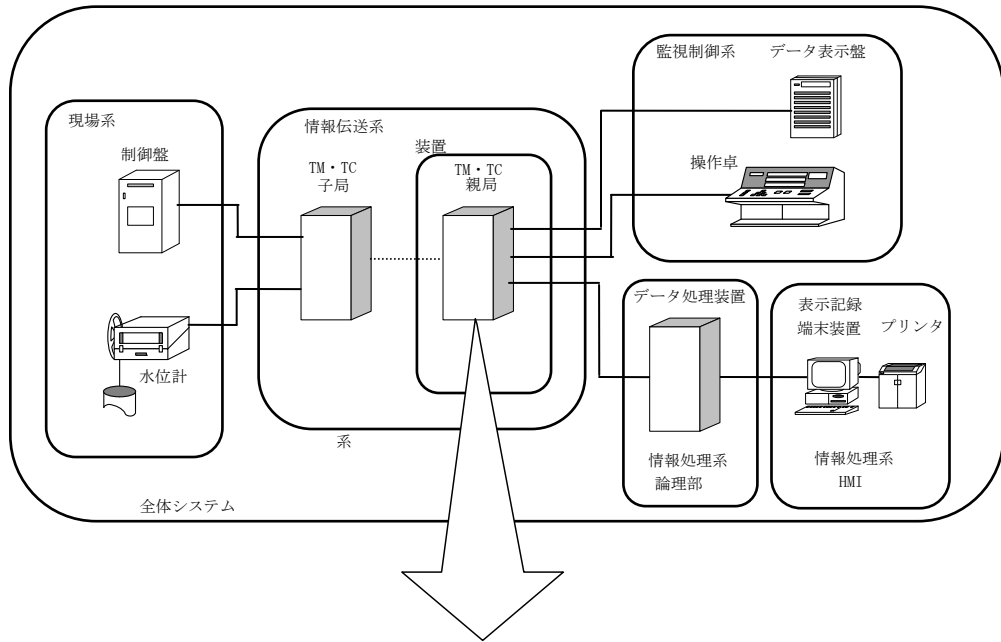 監視制御系
データ表示盤
操作卓
現場系
制御盤
水位計
情報伝送系
装置
TM・TC
子局
TM・TC
親局
系
データ処理装置
情報処理系
論理部
表示記録
端末装置
プリンタ
情報処理系
HMI
全体システム